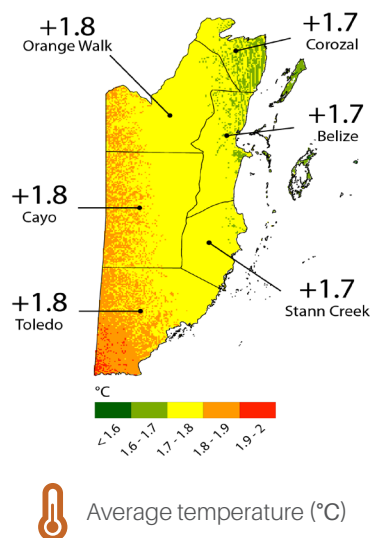 +1.8
Orange Walk
+1.7
Corozal
+1.7
Belize
+1.8
Cayo
+1.8
Toledo
+1.7
Stann Creek
°C
< 1.6
1.6 - 1.7
1.7 - 1.8
1.8 - 1.9
1.9 - 2
Average temperature (°C)